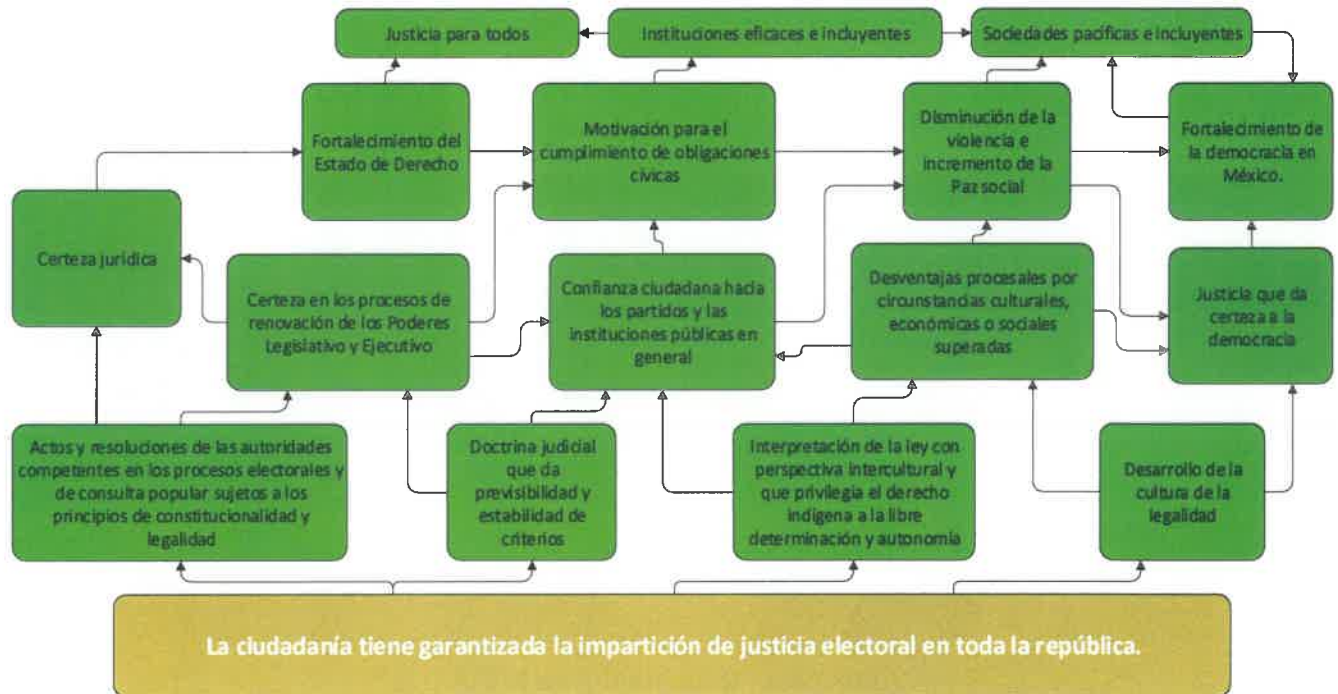 Justicia para todos
Instituciones eficaces e incluyentes
Sociedades pacíficas e incluyentes
Fortalecimiento del
Estado de Derecho
Motivación para el
cumplimiento de obligaciones
cívicas
Disminución de la
violencia e
incremento de la
Paz social
Fortalecimiento de
la democracia en
México.
Certeza jurídica
Certeza en los procesos de
renovación de los Poderes
Legislativo y Ejecutivo
Confianza ciudadana hacia
los partidos y las
instituciones públicas en
general
Desventajas procesales por
circunstancias culturales,
económicas o sociales
superadas
Justicia que da
certeza a la
democracia
Actos y resoluciones de las autoridades
competentes en los procesos electorales y
de consulta popular sujetos a los
principios de constitucionalidad y
legalidad
Doctrina judicial
que da
previsibilidad y
estabilidad de
criterios
Interpretación de la ley con
perspectiva intercultural y
que privilegia el derecho
indígena a la libre
determinación y autonomía
Desarrollo de la
cultura de la
legalidad
La ciudadanía tiene garantizada la impartición de justicia electoral en toda la república.